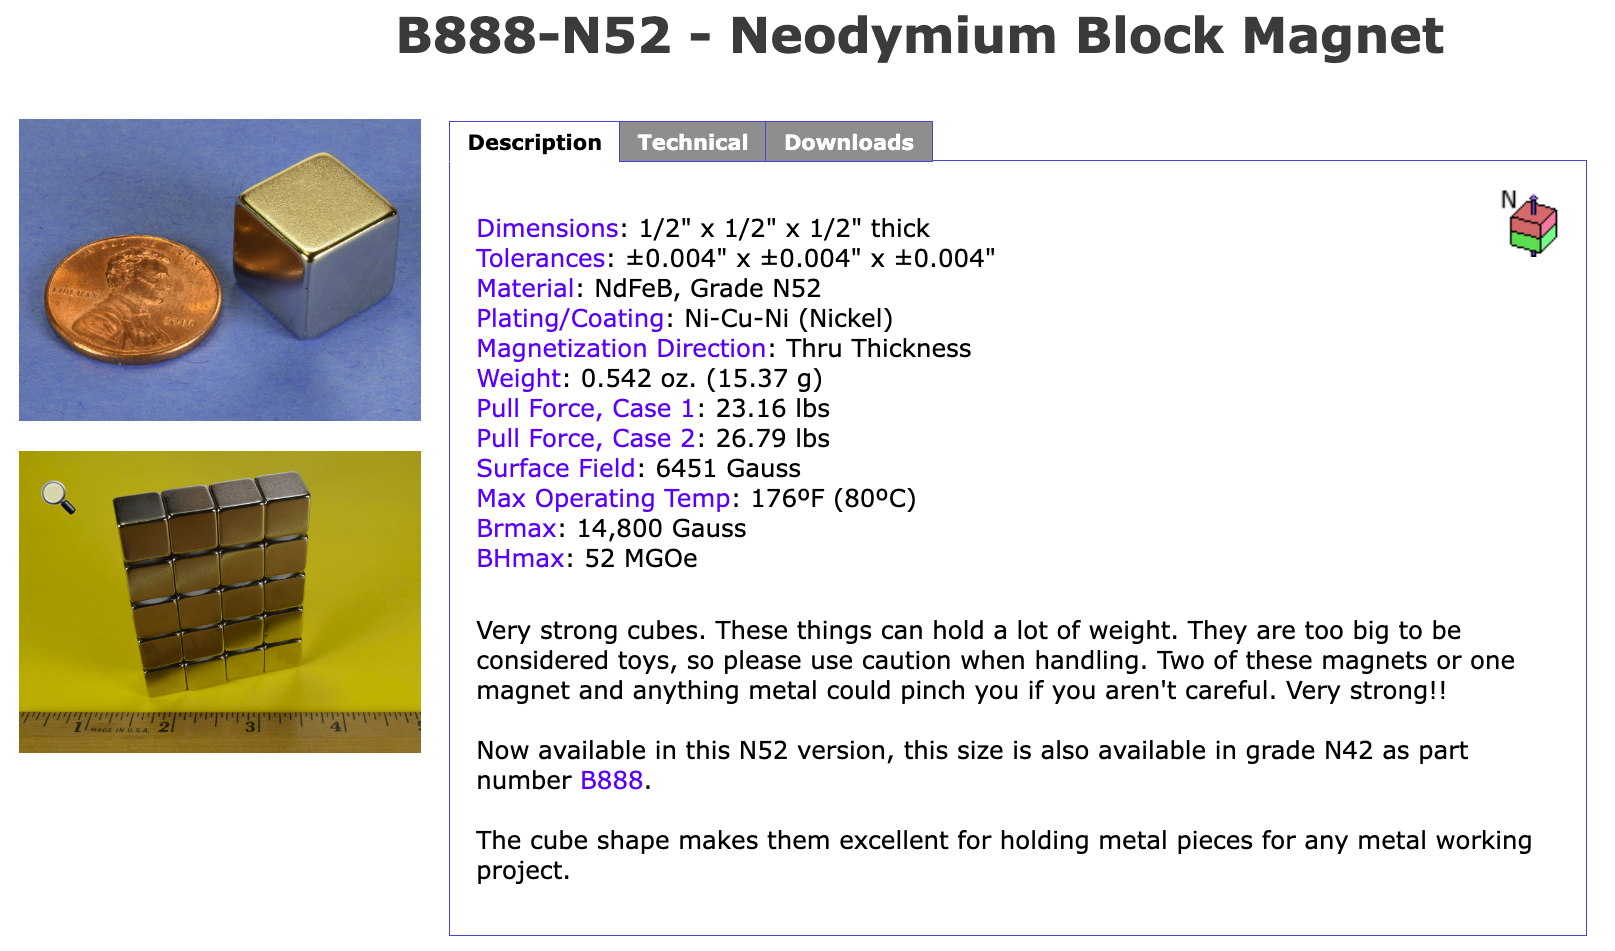 B888-N52 - Neodymium Block Magnet
Description
Technical
Downloads
N
Dimensions: 1/2" x 1/2" x 1/2" thick
Tolerances: ±0.004" x ±0.004" x ±0.004"
Material: NdFeB, Grade N52
Plating/Coating: Ni-Cu-Ni (Nickel)
Magnetization Direction: Thru Thickness
Weight: 0.542 oz. (15.37 g)
Pull Force, Case 1: 23.16 lbs
Pull Force, Case 2: 26.79 lbs
Surface Field: 6451 Gauss
Max Operating Temp: 176ºF (80ºC)
Brmax: 14,800 Gauss
BHmax: 52 MGOe
Very strong cubes. These things can hold a lot of weight. They are too big to be
considered toys, so please use caution when handling. Two of these magnets or one
magnet and anything metal could pinch you if you aren't careful. Very strong!!
Now available in this N52 version, this size is also available in grade N42 as part
number B888.
The cube shape makes them excellent for holding metal pieces for any metal working
project.
LIBERTY
1 MADE IN U.S.A. 2 3 4